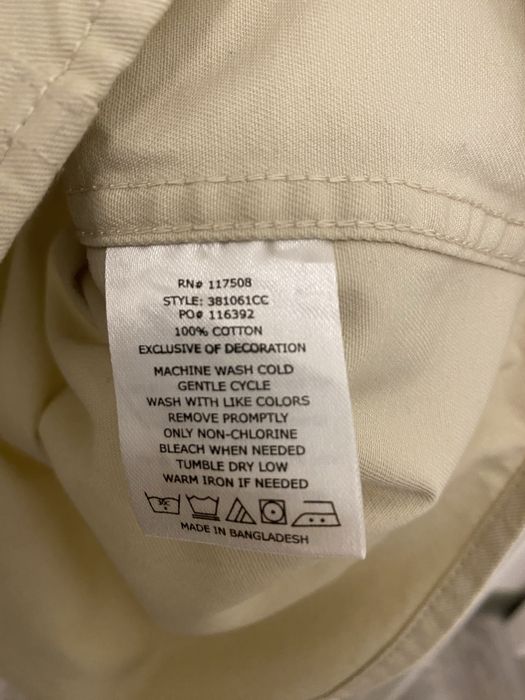 RN# 117508
STYLE: 381061CC
PO# 116392
100% COTTON
EXCLUSIVE OF DECORATION
MACHINE WASH COLD
GENTLE CYCLE
WASH WITH LIKE COLORS
REMOVE PROMPTLY
ONLY NON-CHLORINE
BLEACH WHEN NEEDED
TUMBLE DRY LOW
WARM IRON IF NEEDED
MADE IN BANGLADESH